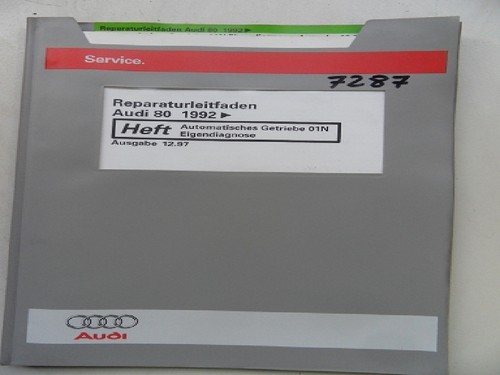 Reparaturleitfaden Audi 80 1992 ►
Service.
7287
Reparaturleitfaden
Audi 80 1992 ►
Heft Automatisches Getriebe 01N
Eigendiagnose
Ausgabe 12.97
Audi